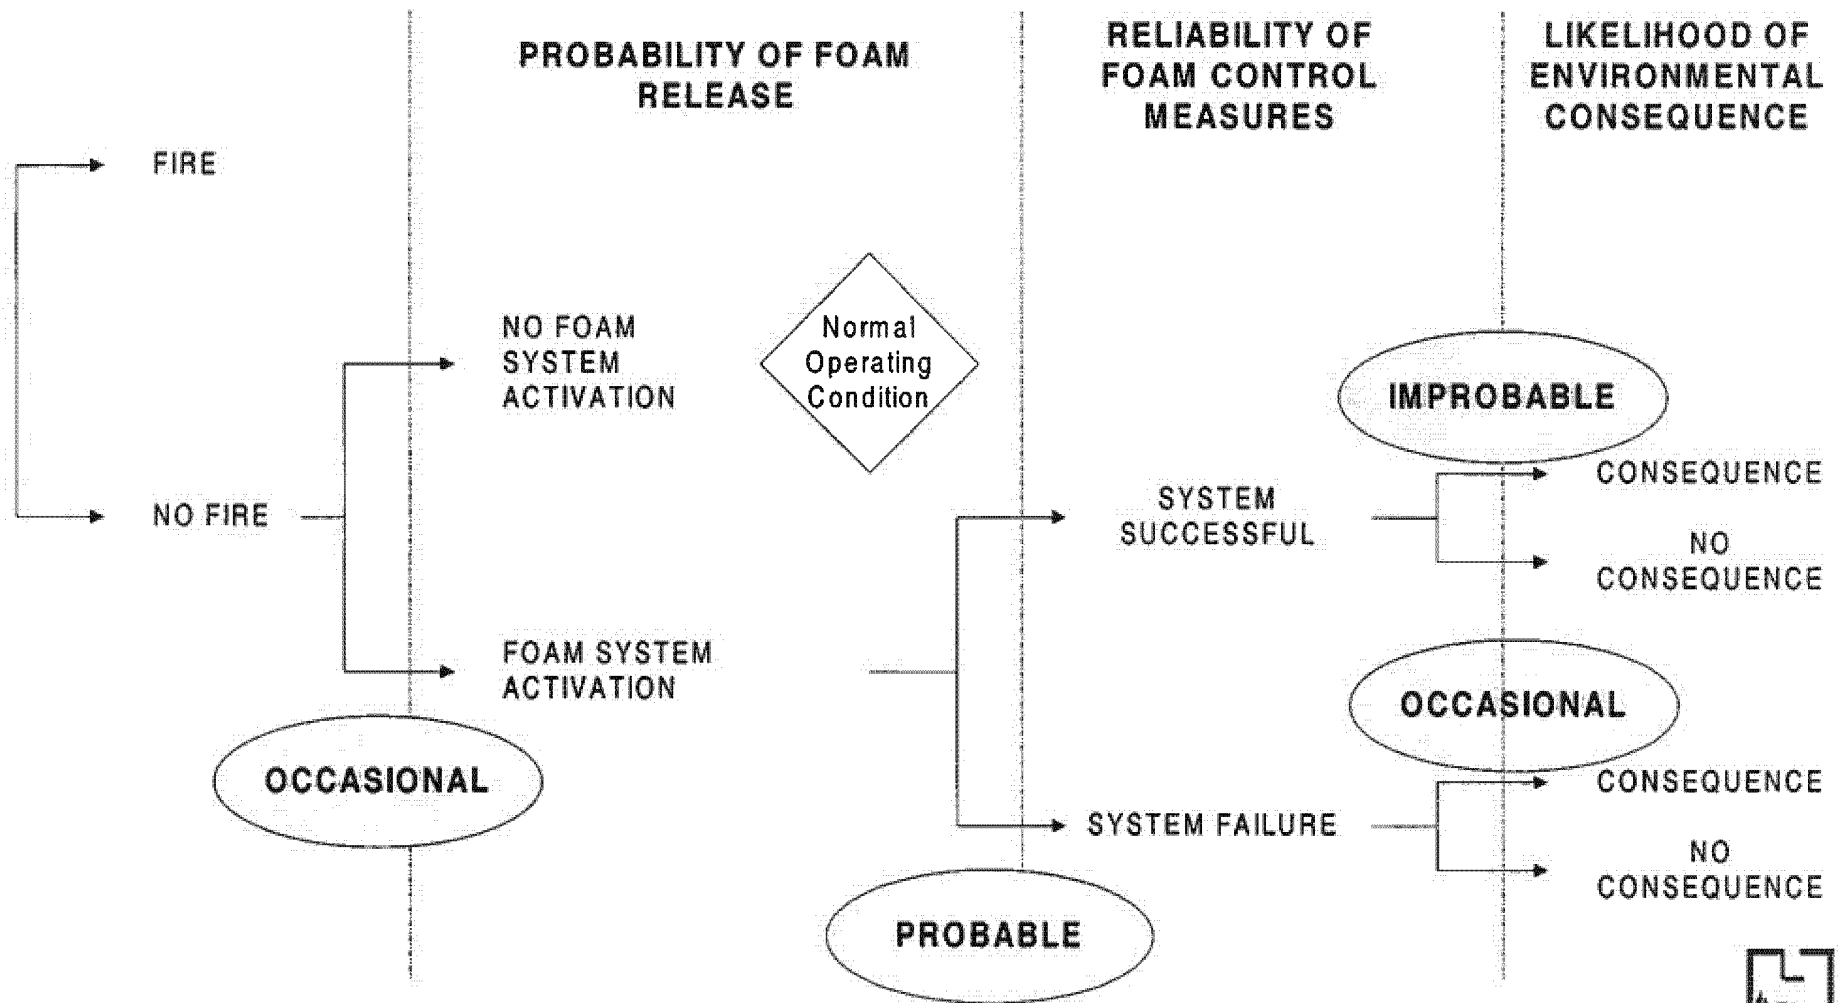 PROBABILITY OF FOAM
RELEASE
RELIABILITY OF
FOAM CONTROL
MEASURES
LIKELIHOOD OF
ENVIRONMENTAL
CONSEQUENCE
FIRE
NO FOAM
SYSTEM
ACTIVATION
Normal
Operating
Condition
IMPROBABLE
CONSEQUENCE
NO FIRE
SYSTEM
SUCCESSFUL
NO
CONSEQUENCE
FOAM SYSTEM
ACTIVATION
OCCASIONAL
OCCASIONAL
CONSEQUENCE
SYSTEM FAILURE
NO
CONSEQUENCE
PROBABLE